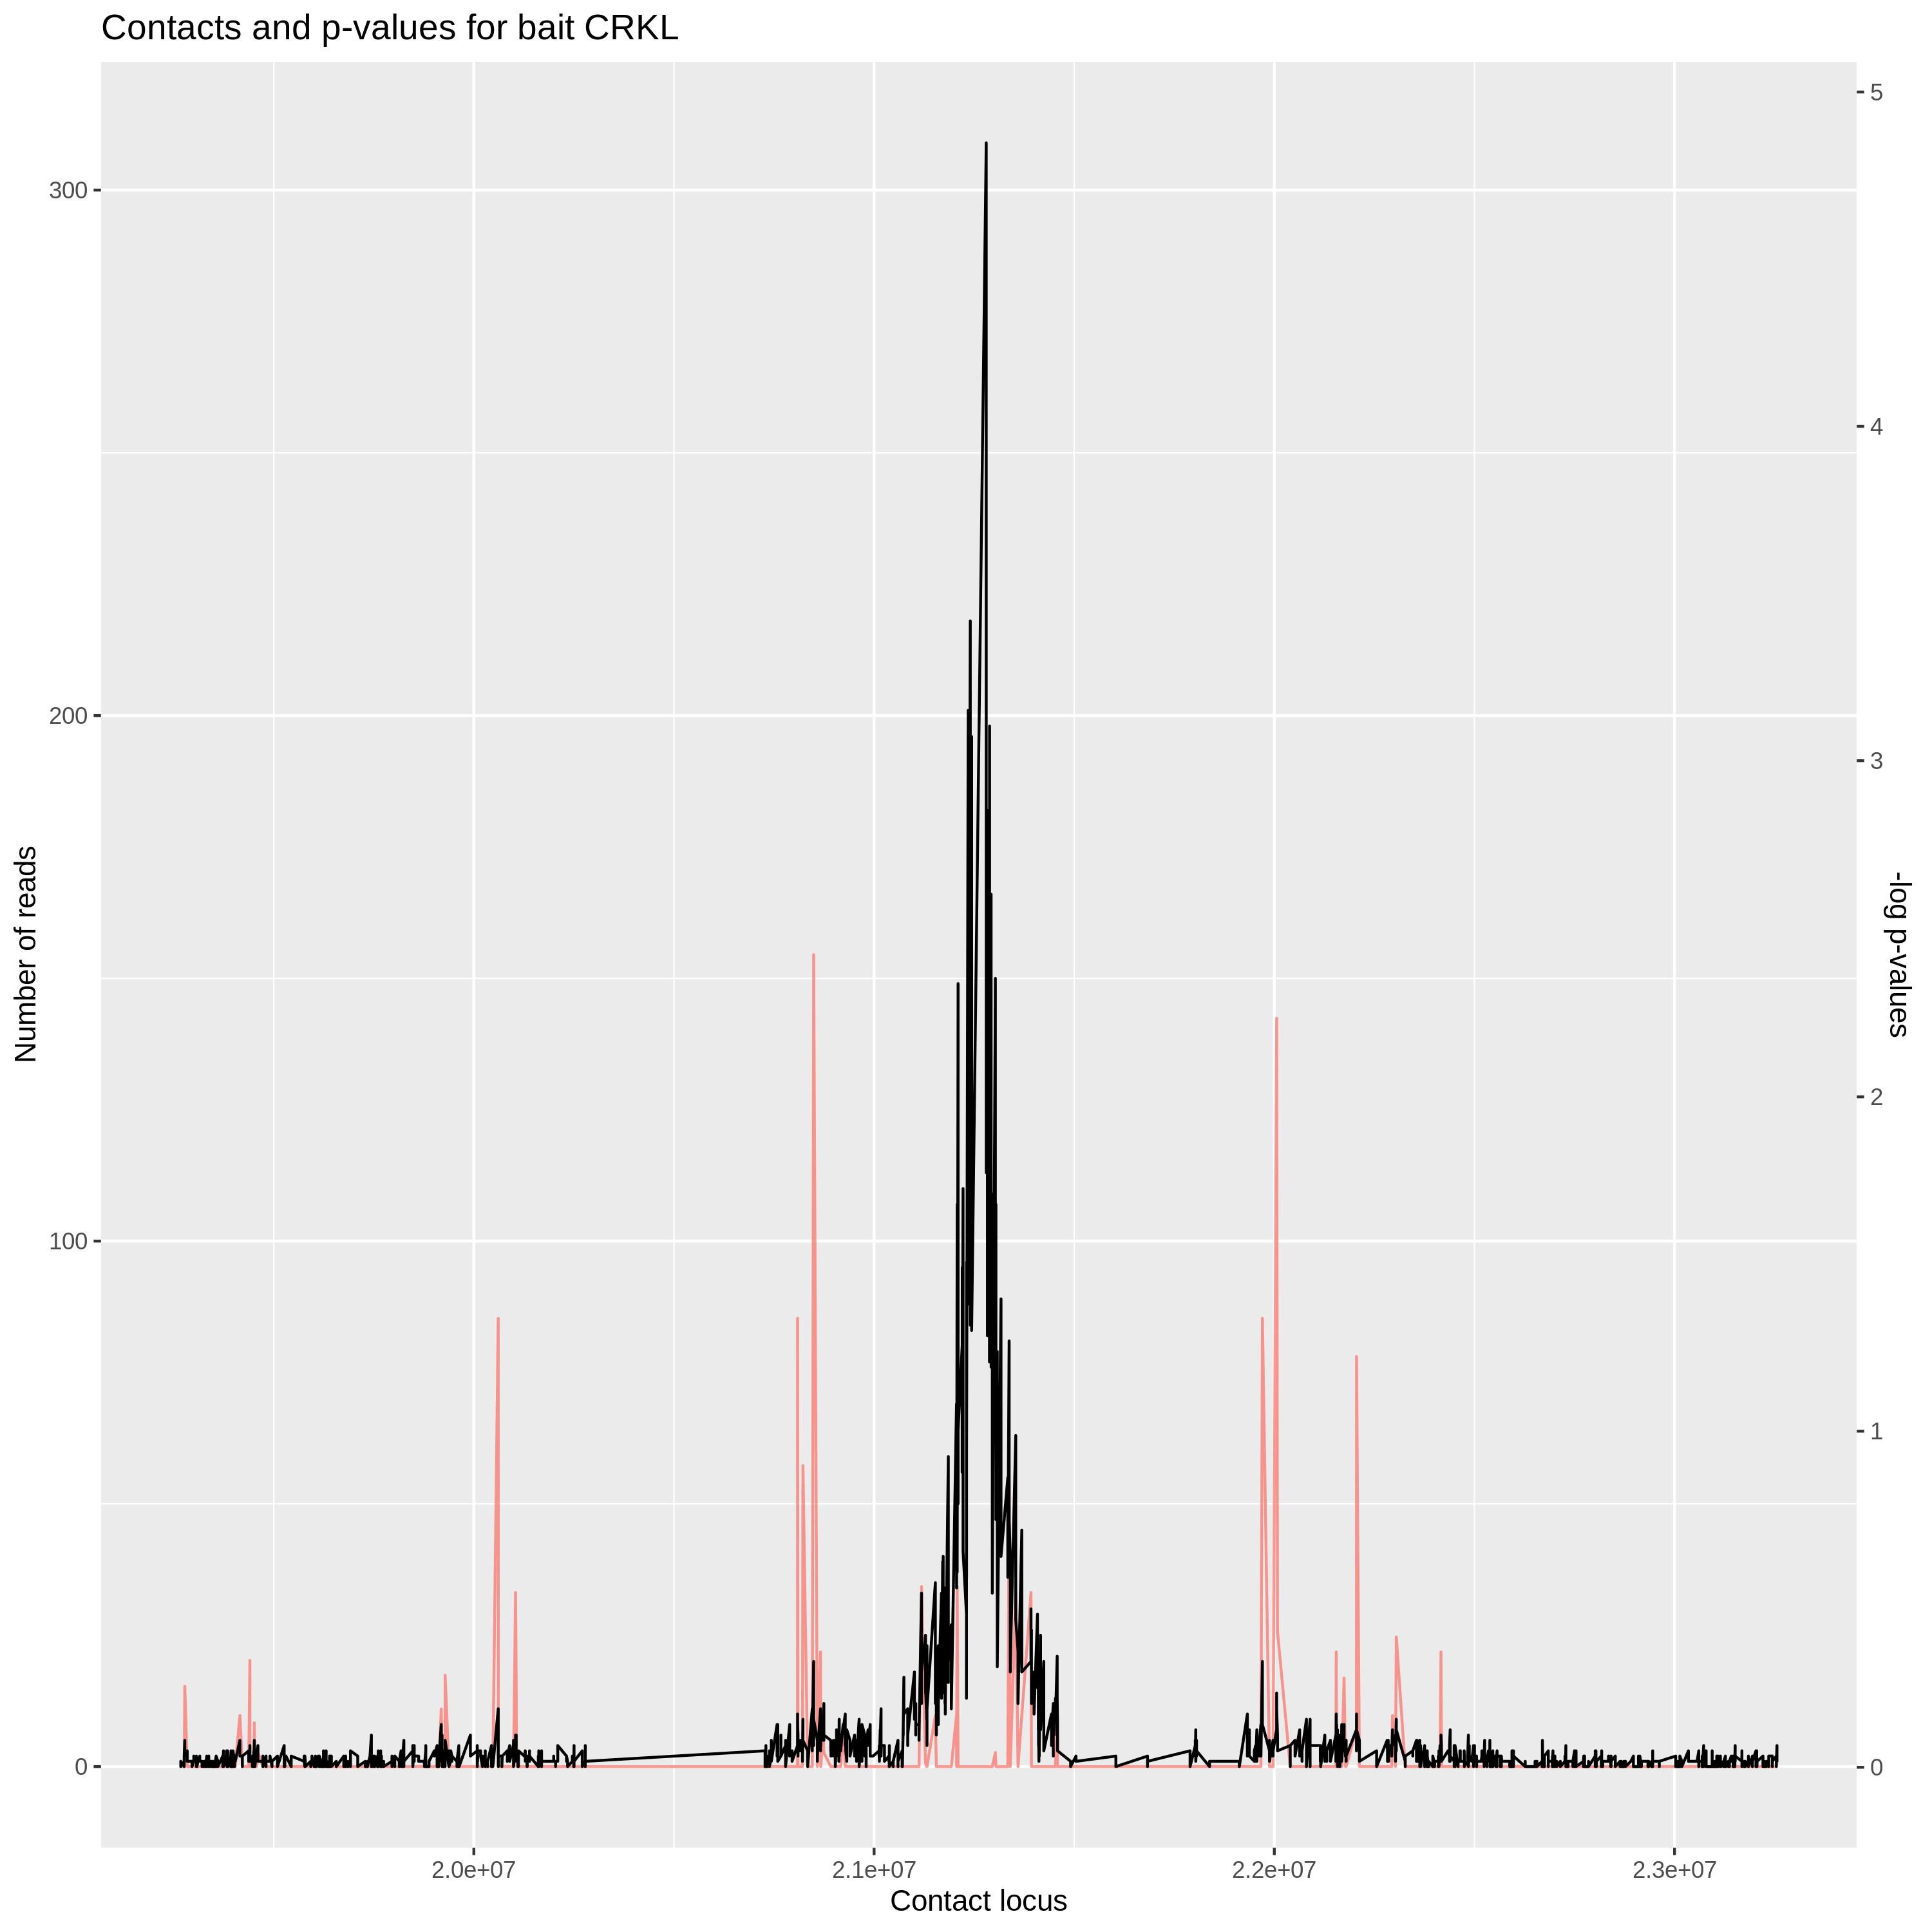 Contacts and p-values for bait CRKL
5
300
4
200
3
Number of reads
-log p-values
2
100
1
0
0
2.0e+07
2.1e+07
2.2e+07
2.3e+07
Contact locus